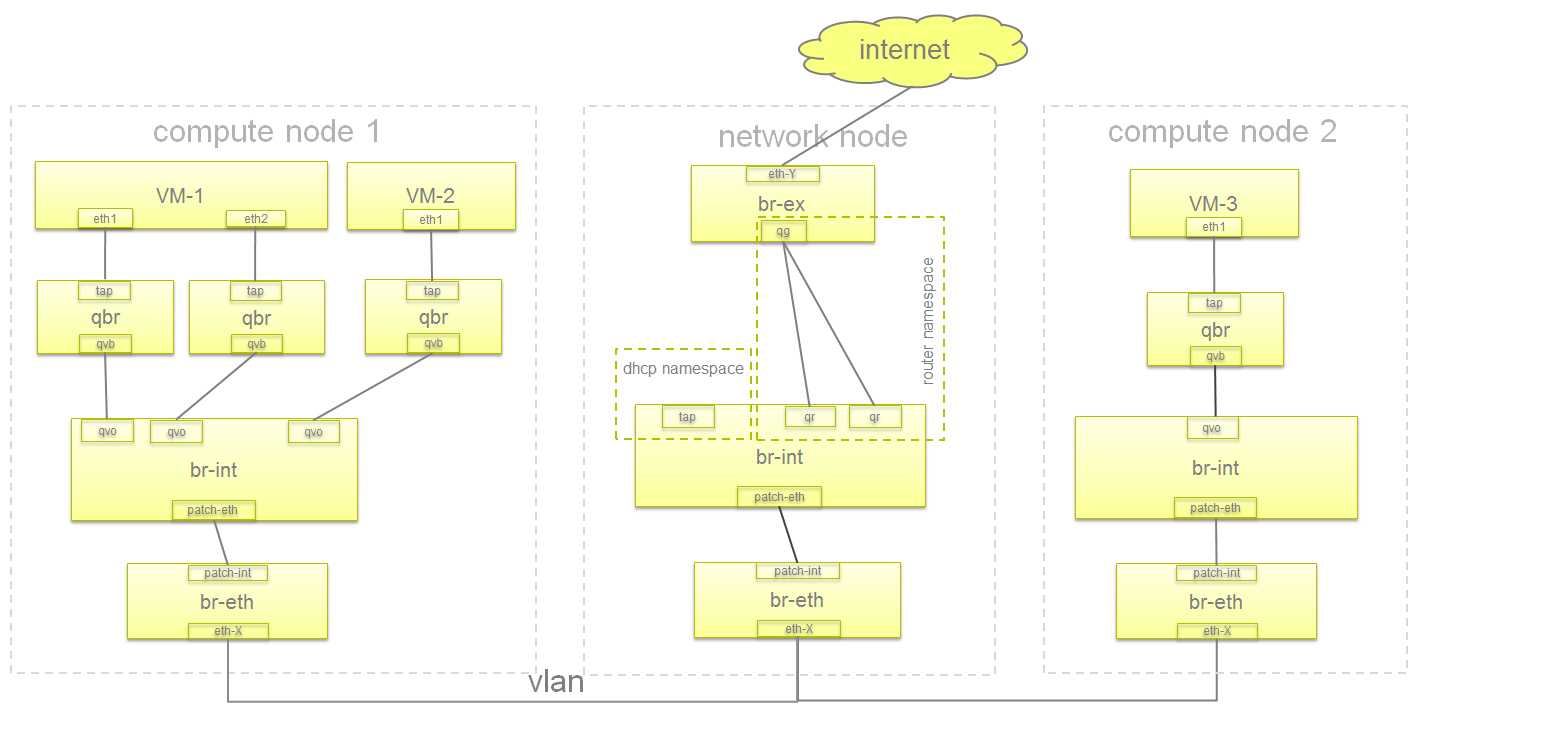 internet
compute node 1
VM-1
eth1
eth2
VM-2
eth1
tap
qbr
qvb
tap
qbr
qvb
tap
qbr
qvb
qvo
qvo
qvo
br-int
patch-eth
patch-int
br-eth
eth-X
network node
eth-Y
br-ex
qg
router namespace
dhcp namespace
tap
qr
qr
br-int
patch-eth
patch-int
br-eth
eth-X
compute node 2
VM-3
eth1
tap
qbr
qvb
qvo
br-int
patch-eth
patch-int
br-eth
eth-X
vlan